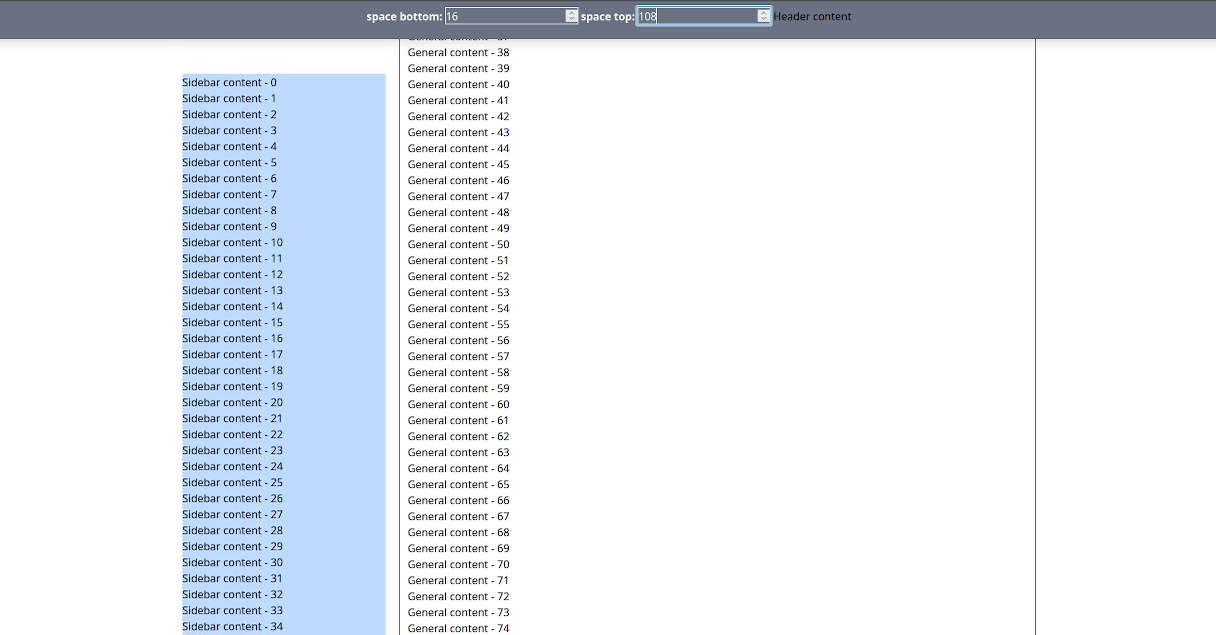 space bottom: 16 space top: 108 Header content
Sidebar content - 0
Sidebar content - 1
Sidebar content - 2
Sidebar content - 3
Sidebar content - 4
Sidebar content - 5
Sidebar content - 6
Sidebar content - 7
Sidebar content - 8
Sidebar content - 9
Sidebar content - 10
Sidebar content - 11
Sidebar content - 12
Sidebar content - 13
Sidebar content - 14
Sidebar content - 15
Sidebar content - 16
Sidebar content - 17
Sidebar content - 18
Sidebar content - 19
Sidebar content - 20
Sidebar content - 21
Sidebar content - 22
Sidebar content - 23
Sidebar content - 24
Sidebar content - 25
Sidebar content - 26
Sidebar content - 27
Sidebar content - 28
Sidebar content - 29
Sidebar content - 30
Sidebar content - 31
Sidebar content - 32
Sidebar content - 33
Sidebar content - 34
General content - 38
General content - 39
General content - 40
General content - 41
General content - 42
General content - 43
General content - 44
General content - 45
General content - 46
General content - 47
General content - 48
General content - 49
General content - 50
General content - 51
General content - 52
General content - 53
General content - 54
General content - 55
General content - 56
General content - 57
General content - 58
General content - 59
General content - 60
General content - 61
General content - 62
General content - 63
General content - 64
General content - 65
General content - 66
General content - 67
General content - 68
General content - 69
General content - 70
General content - 71
General content - 72
General content - 73
General content - 74